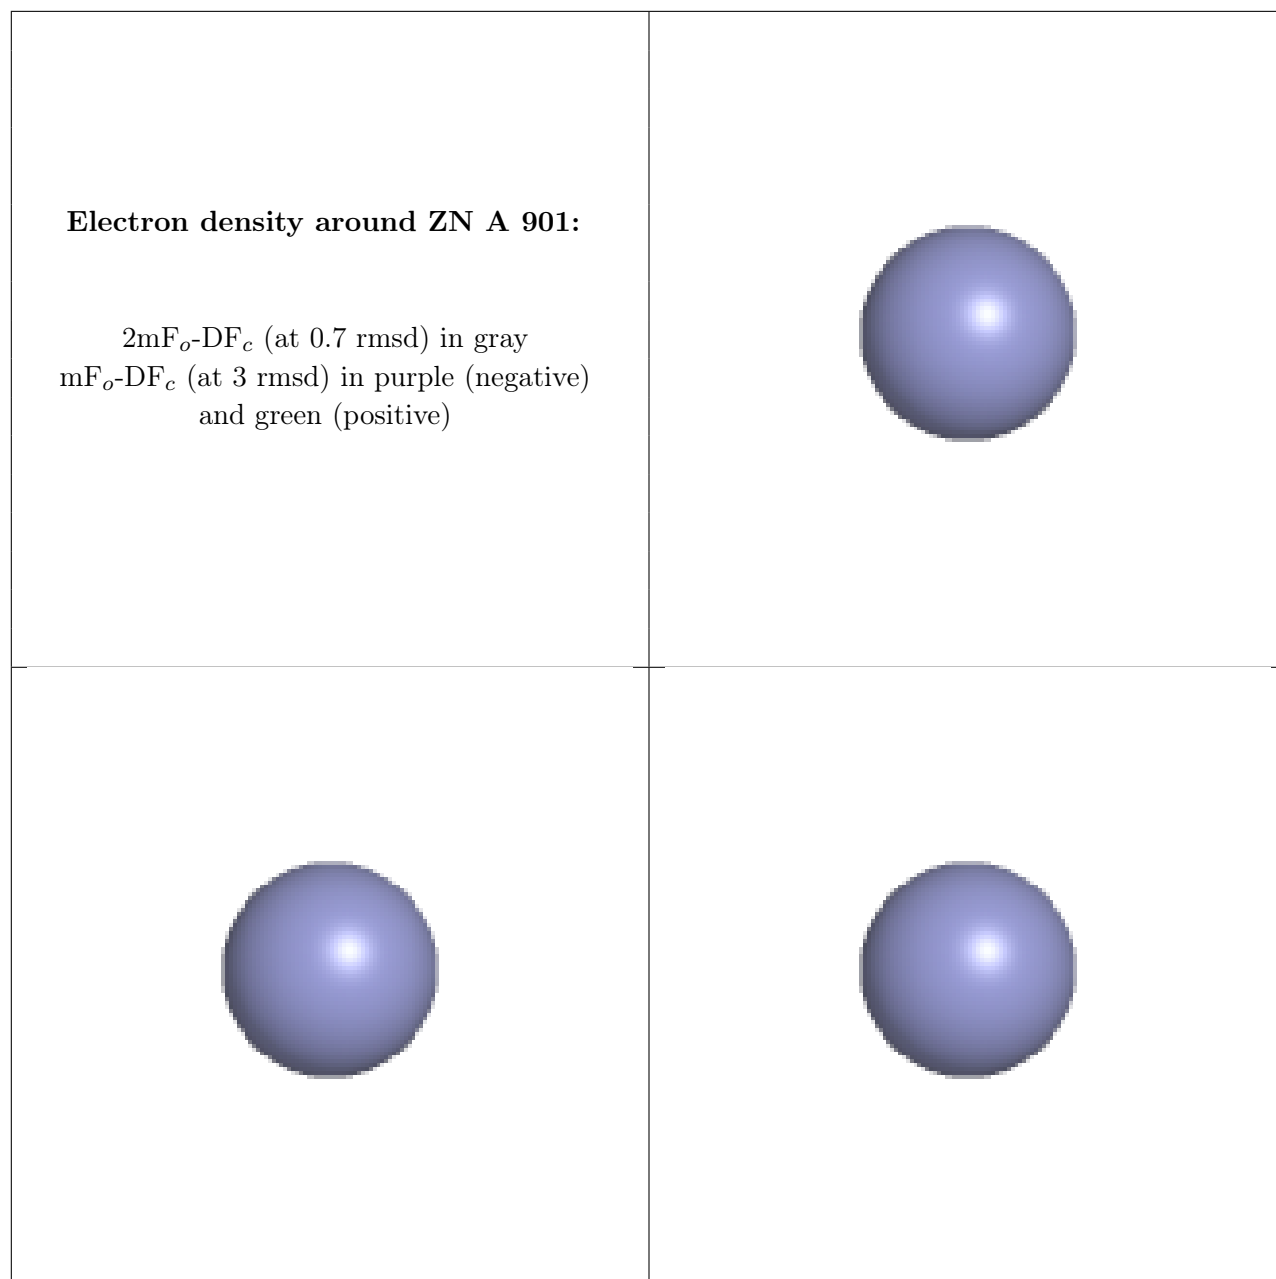 Electron density around ZN A 901:
2mFo-DFc (at 0.7 rmsd) in gray
mFo-DFc (at 3 rmsd) in purple (negative)
and green (positive)